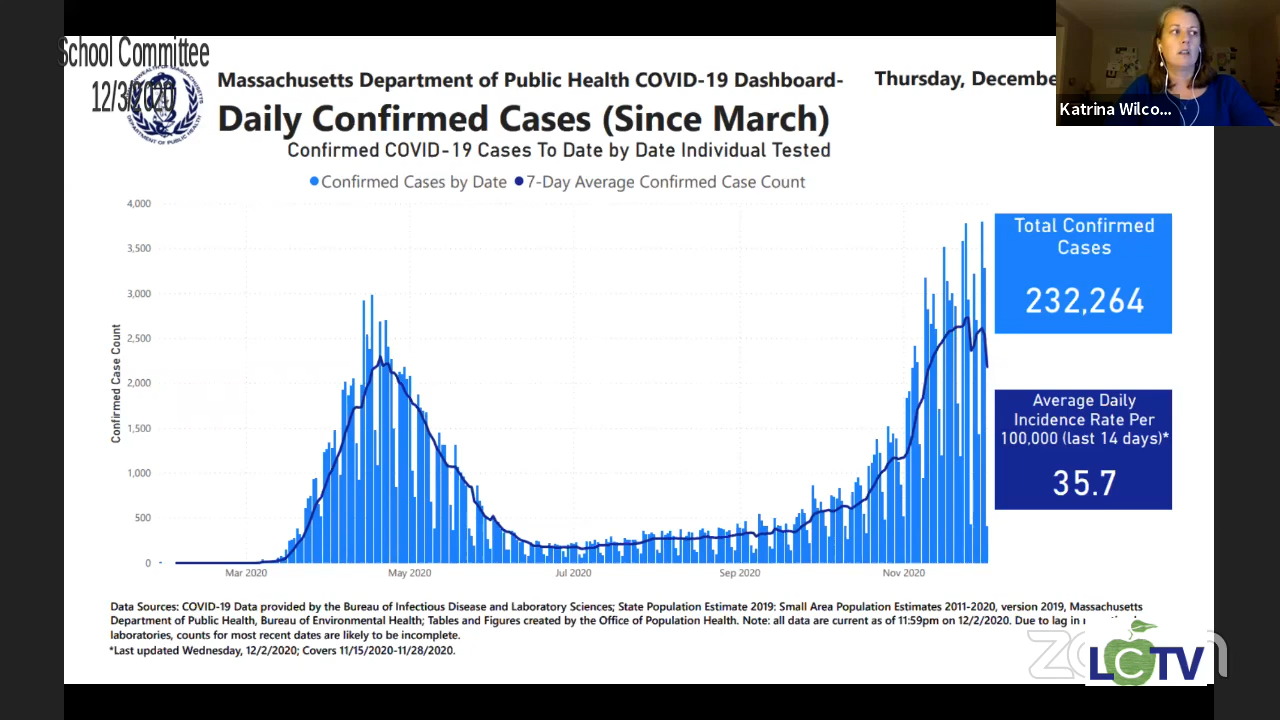 School Committee
12/3/2020
Massachusetts Department of Public Health COVID-19 Dashboard-
Thursday, Decembe
Katrina Wilco...
Daily Confirmed Cases (Since March)
Confirmed COVID-19 Cases To Date by Date Individual Tested
Confirmed Cases by Date
7-Day Average Confirmed Case Count
Confirmed Case Count
4,000
3,500
3,000
2,500
2,000
1,500
1,000
500
0
Mar 2020
May 2020
Jul 2020
Sep 2020
Nov 2020
Total Confirmed
Cases
232,264
Average Daily
Incidence Rate Per
100,000 (last 14 days)*
35.7
Data Sources: COVID-19 Data provided by the Bureau of Infectious Disease and Laboratory Sciences; State Population Estimate 2019: Small Area Population Estimates 2011-2020, version 2019, Massachusetts
Department of Public Health, Bureau of Environmental Health; Tables and Figures created by the Office of Population Health. Note: all data are current as of 11:59pm on 12/2/2020. Due to lag in
laboratories, counts for most recent dates are likely to be incomplete.
*Last updated Wednesday, 12/2/2020; Covers 11/15/2020-11/28/2020.
LCTV